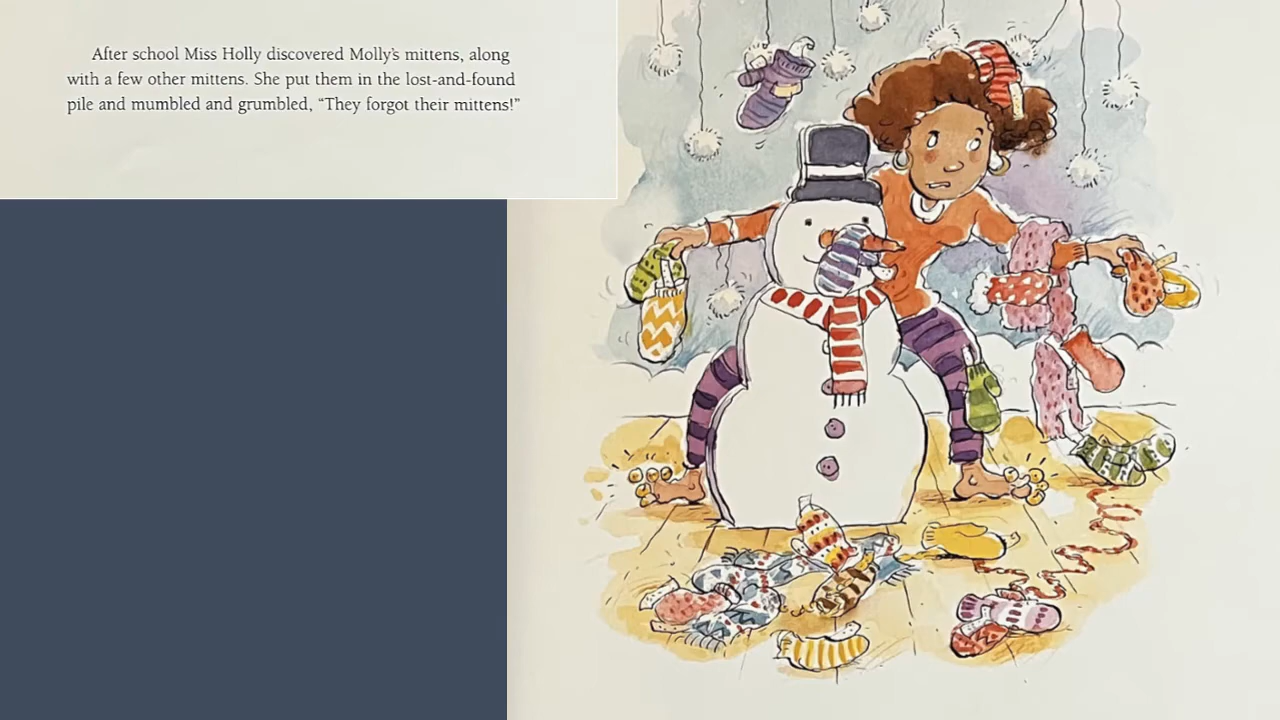 After school Miss Holly discovered Molly's mittens, along
with a few other mittens. She put them in the lost-and-found
pile and mumbled and grumbled, “They forgot their mittens!”